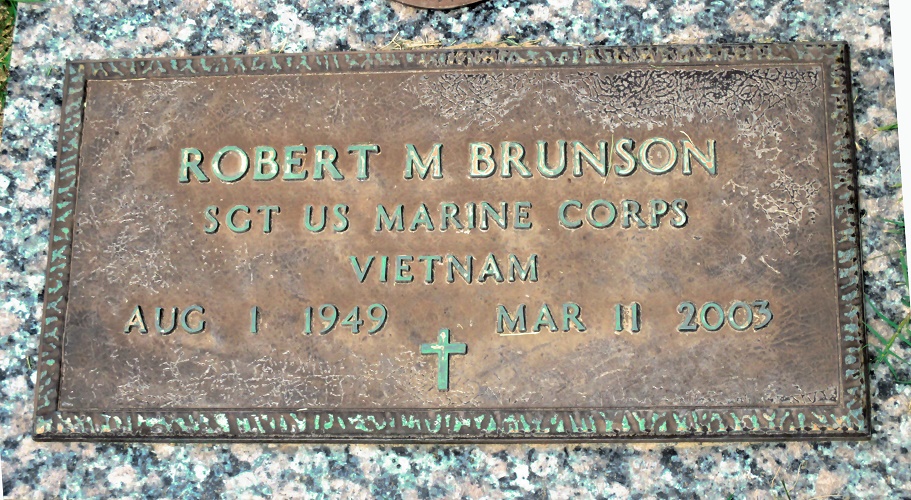 ROBERT M BRUNSON
SGT US MARINE CORPS
VIETNAM
AUG 1 1949 MAR 11 2003